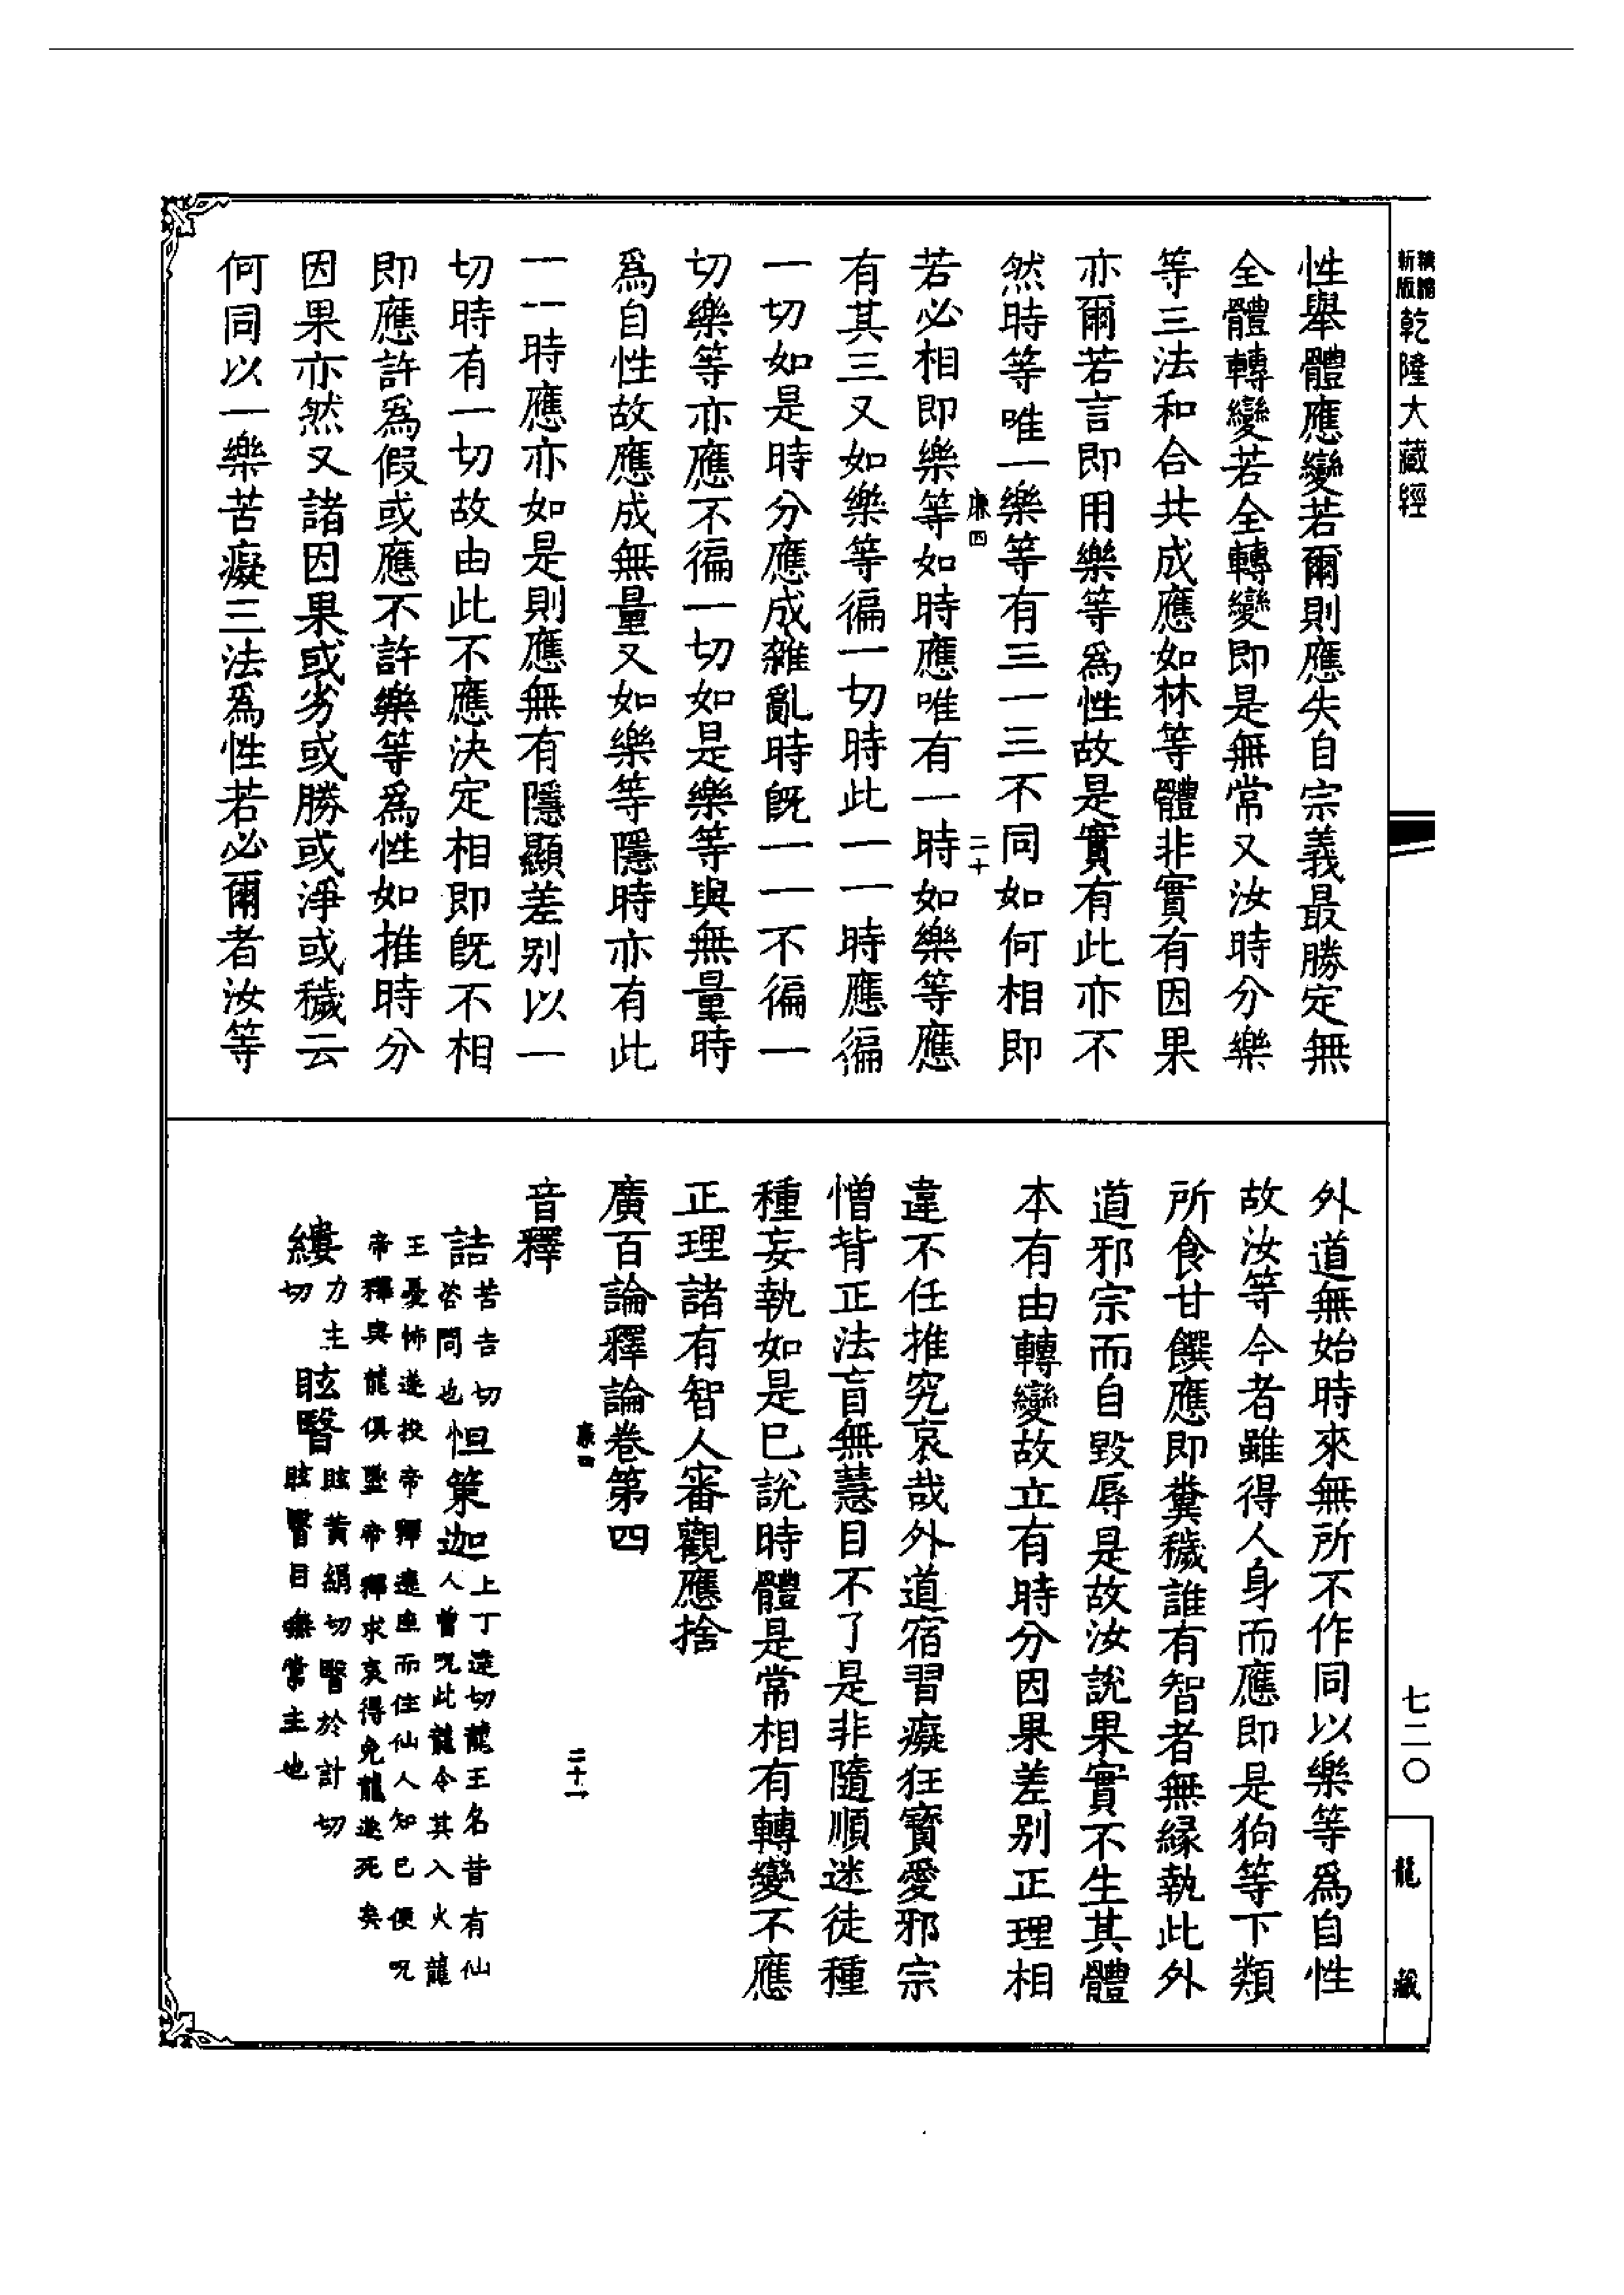 精縮新版乾隆大藏經
性舉體應變若爾則應失自宗義最勝定無
全體轉變若全轉變即是無常又汝時分樂
等三法和合共成應如林等體非實有因果
亦爾若言即用樂等為性故是實有此亦不
然時等唯一樂等有三一三不同如何相即
康四 二十
若必相即樂等如時應唯有一時如樂等應
有其三又如樂等徧一切時此一一時應徧
一切如是時分應成雜亂時旣一一不徧一
切樂等亦應不徧一切如是樂等與無量時
為自性故應成無量又如樂等隱時亦有此
一一時應亦如是則應無有隱顯差别以一
切時有一切故由此不應決定相即旣不相
即應許為假或應不許樂等為性如推時分
因果亦然又諸因果或劣或勝或淨或穢云
何同以一樂苦癡三法為性若必爾者汝等
外道無始時來無所不作同以樂等為自性
故汝等今者雖得人身而應即是狗等下類
所食甘饌應即糞穢誰有智者無緣執此外
道邪宗而自毀辱是故汝說果實不生其體
本有由轉變故立有時分因果差别正理相
違不任推究哀哉外道宿習癡狂寶愛邪宗
憎背正法盲無慧目不了是非隨順迷徒種
種妄執如是已說時體是常相有轉變不應
正理諸有智人審觀應捨
廣百論釋論卷第四
康四 二十一
音釋
詰苦吉切咨問也怛策迦上丁達切龍王名昔有仙人曾呪此龍令其入火龍
王憂怖遂投帝釋遶座而住仙人知已便呪帝釋與龍俱墜帝釋求哀得免龍遂死矣
縷力主切眩瞖眩黃絹切瞖於計切眩瞖目無常主也
七二〇
龍藏